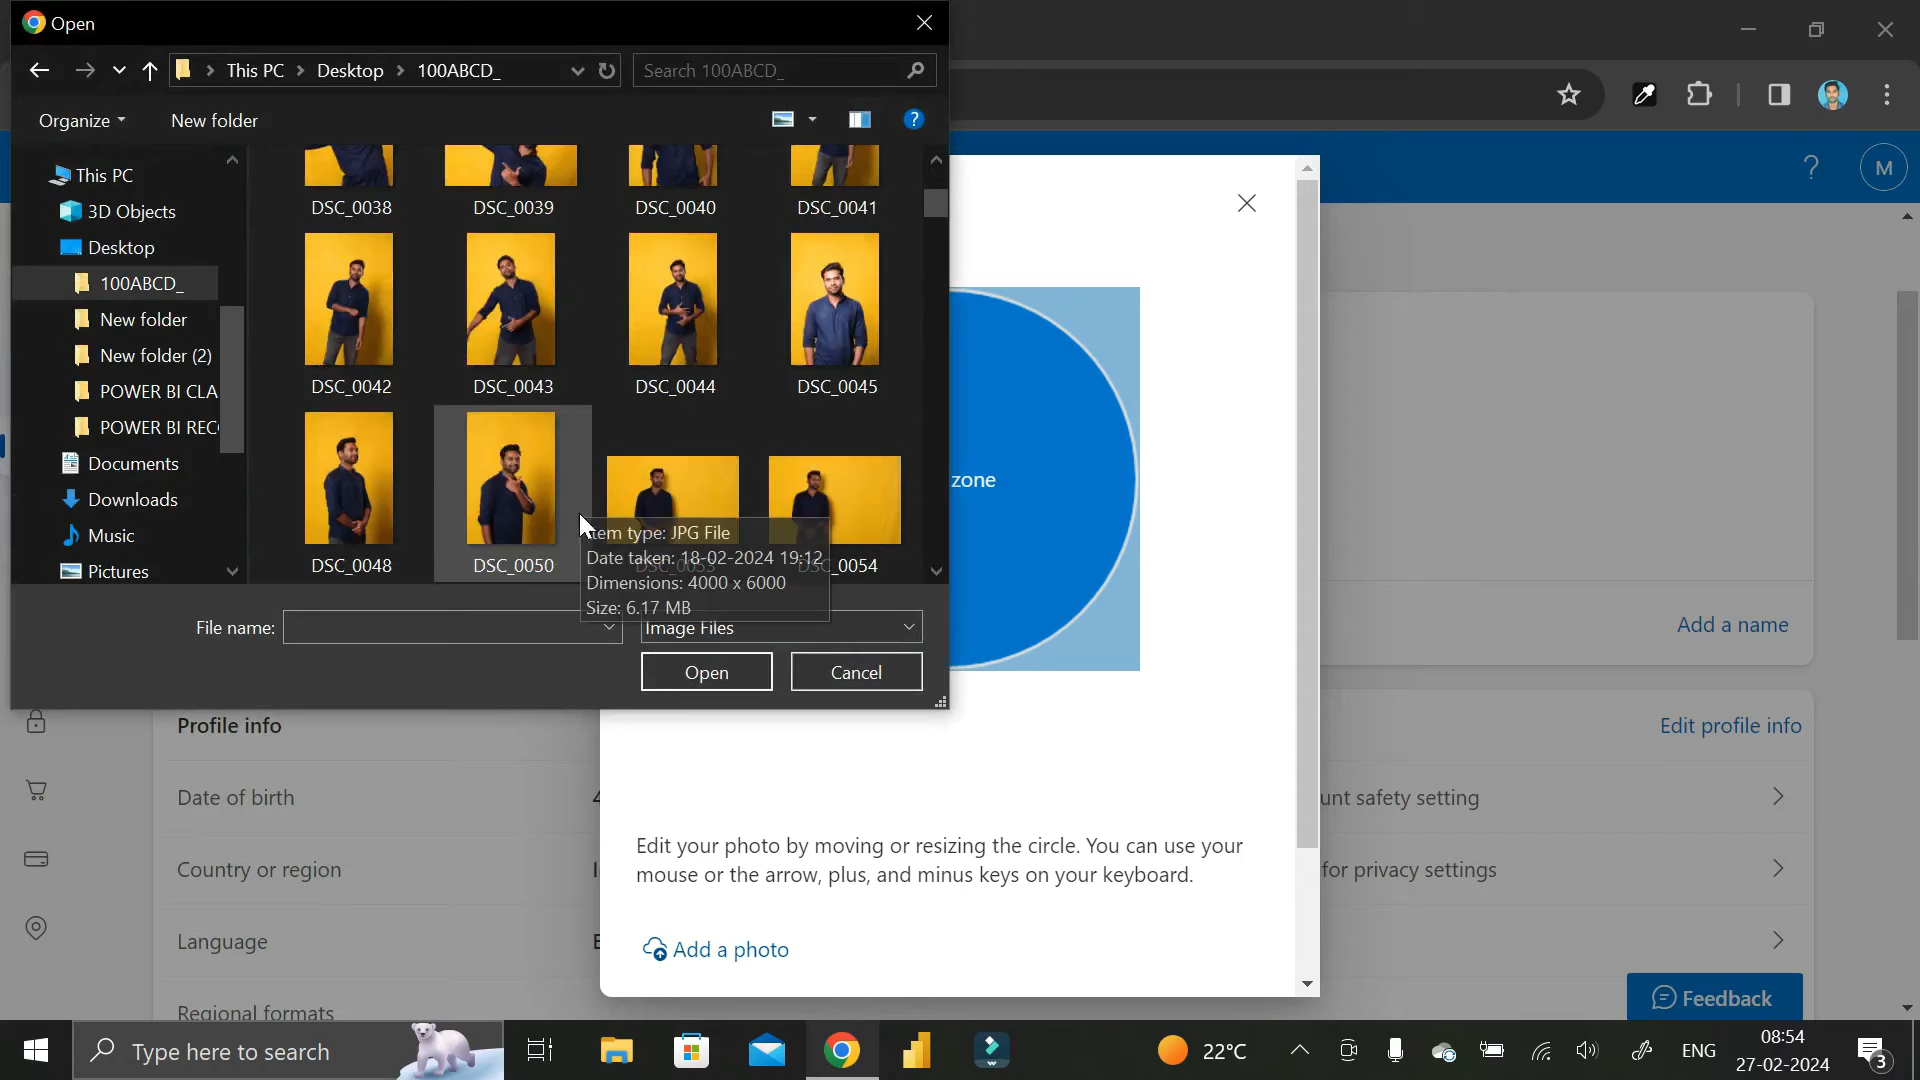 Open
This PC > Desktop > 100ABCD_
Search 100ABCD_
Organize
New folder
This PC
3D Objects
Desktop
100ABCD_
New folder
New folder (2)
POWER BI CLA
POWER BI REC
Documents
Downloads
Music
Pictures
DSC_0038
DSC_0039
DSC_0040
DSC_0041
DSC_0042
DSC_0043
DSC_0044
DSC_0045
DSC_0048
DSC_0050
DSC_0053
DSC_0054
Item type: JPG File
Date taken: 18-02-2024 19:12
Dimensions: 4000 x 6000
Size: 6.17 MB
File name:
Image Files
Open
Cancel
M
zone
Add a name
Profile info
Edit profile info
Date of birth
4
unt safety setting
Country or region
for privacy settings
Language
E
Regional formats
Edit your photo by moving or resizing the circle. You can use your
mouse or the arrow, plus, and minus keys on your keyboard.
Add a photo
Feedback
Type here to search
22°C
ENG
08:54
27-02-2024
3